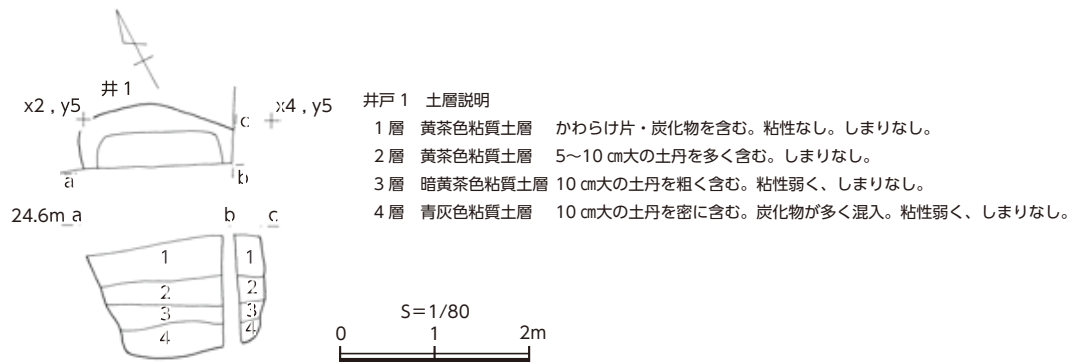 井 1
x2 , y5
x4 , y5
c
a
b
24.6m a b c
1 1
2 2
3 3
4 4
井戸 1 土層説明
1 層 黄茶色粘質土層 かわらけ片・炭化物を含む。粘性なし。しまりなし。
2 層 黄茶色粘質土層 5〜10 ㎝大の土丹を多く含む。しまりなし。
3 層 暗黄茶色粘質土層 10 ㎝大の土丹を粗く含む。粘性弱く、しまりなし。
4 層 青灰色粘質土層 10 ㎝大の土丹を密に含む。炭化物が多く混入。粘性弱く、しまりなし。
S=1/80
0 1 2m